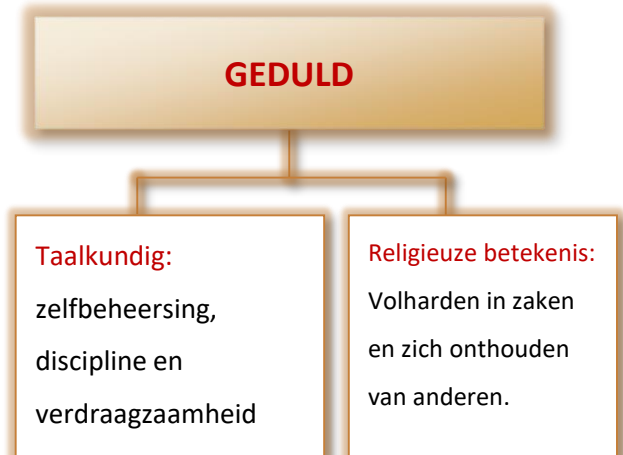 GEDULD
Taalkundig:
zelfbeheersing,
discipline en
verdraagzaamheid
Religieuze betekenis:
Volharden in zaken
en zich onthouden
van anderen.